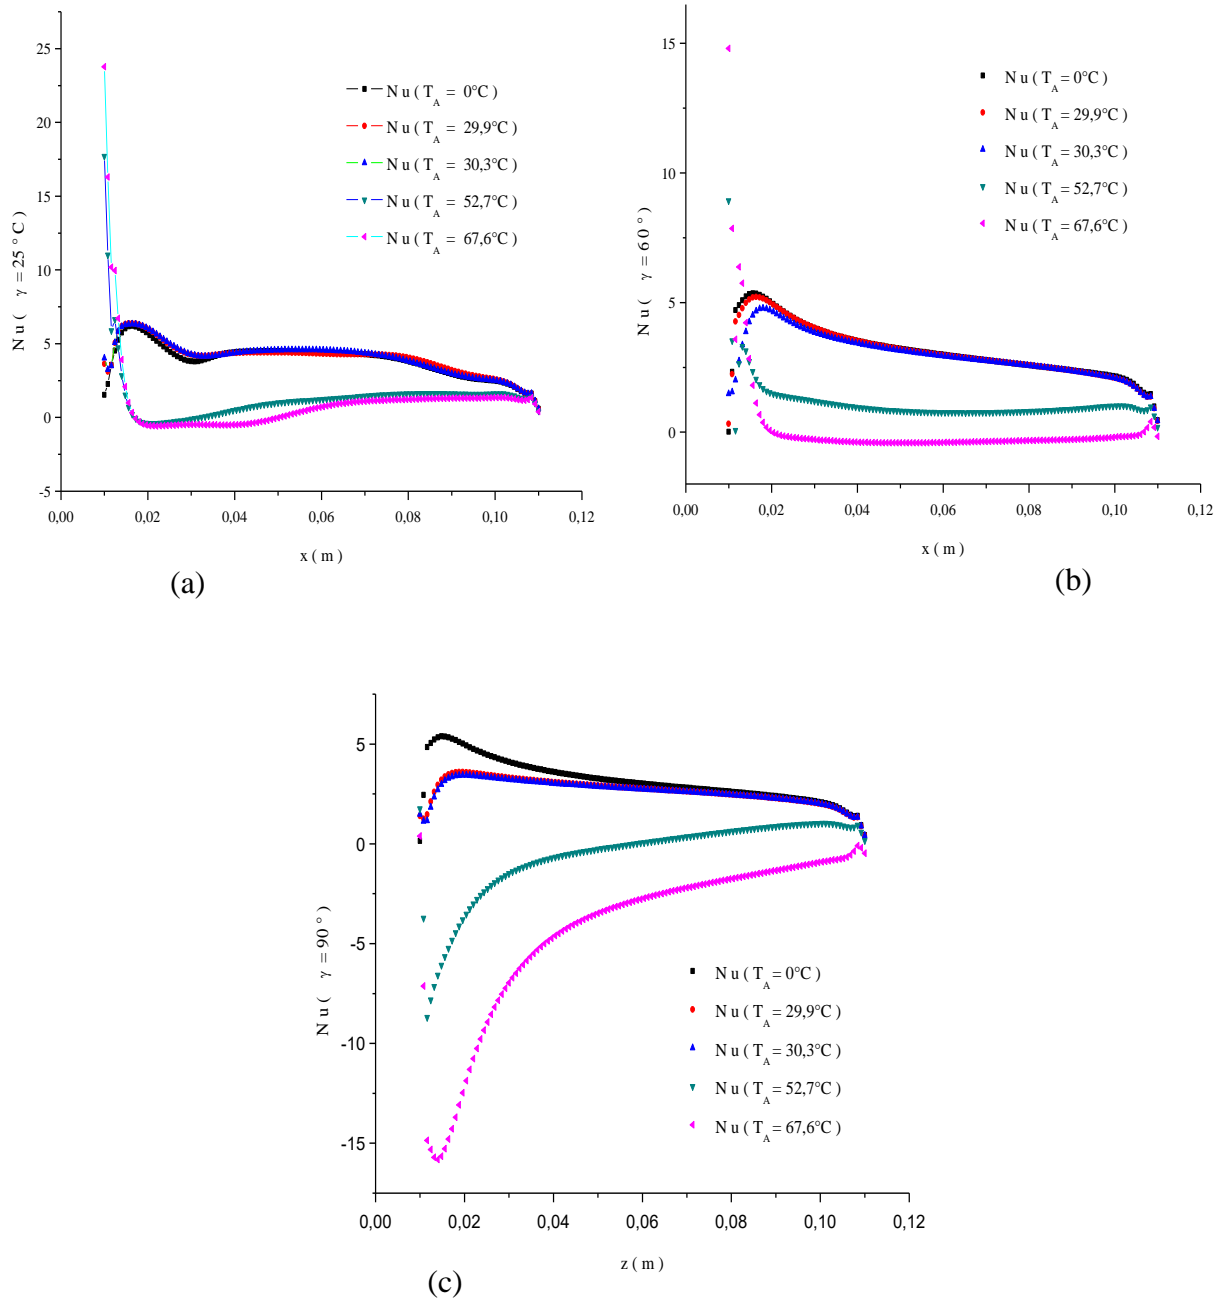 Nu( γ=25°C)
25
20
15
10
5
0
-5
0,00 0,02 0,04 0,06 0,08 0,10 0,12
x(m)
Nu(T_A = 0°C)
Nu(T_A = 29,9°C)
Nu(T_A = 30,3°C)
Nu(T_A = 52,7°C)
Nu(T_A = 67,6°C)
(a)
Nu( γ=60°)
15
10
5
0
0,00 0,02 0,04 0,06 0,08 0,10 0,12
x(m)
Nu(T_A=0°C)
Nu(T_A=29,9°C)
Nu(T_A=30,3°C)
Nu(T_A=52,7°C)
Nu(T_A=67,6°C)
(b)
Nu( γ=90°)
5
0
-5
-10
-15
0,00 0,02 0,04 0,06 0,08 0,10 0,12
z(m)
Nu(T_A=0°C)
Nu(T_A=29,9°C)
Nu(T_A=30,3°C)
Nu(T_A=52,7°C)
Nu(T_A=67,6°C)
(c)